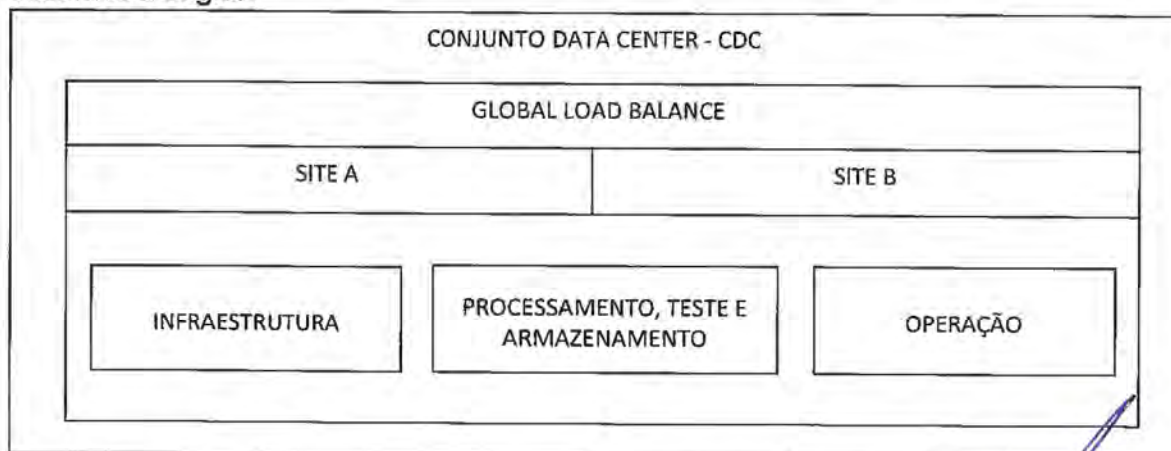 CONJUNTO DATA CENTER - CDC
GLOBAL LOAD BALANCE
SITE A
SITE B
INFRAESTRUTURA
PROCESSAMENTO, TESTE E
ARMAZENAMENTO
OPERAÇÃO